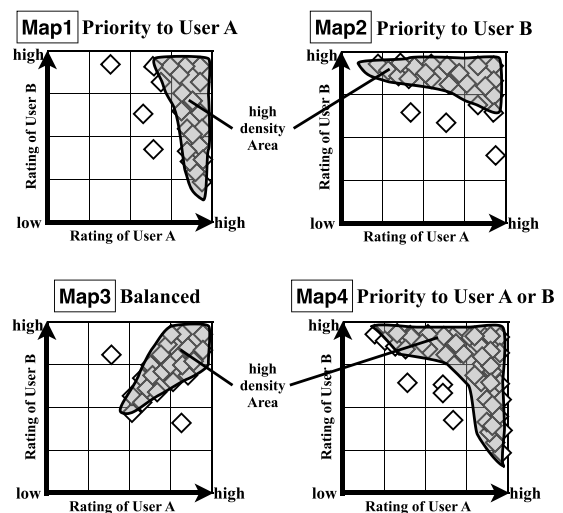 Map1 Priority to User A
high
Rating of User B
low
Rating of User A
high
Map2 Priority to User B
high
Rating of User B
low
Rating of User A
high
high
density
Area
Map3 Balanced
high
Rating of User B
low
Rating of User A
high
Map4 Priority to User A or B
high
Rating of User B
low
Rating of User A
high
high
density
Area